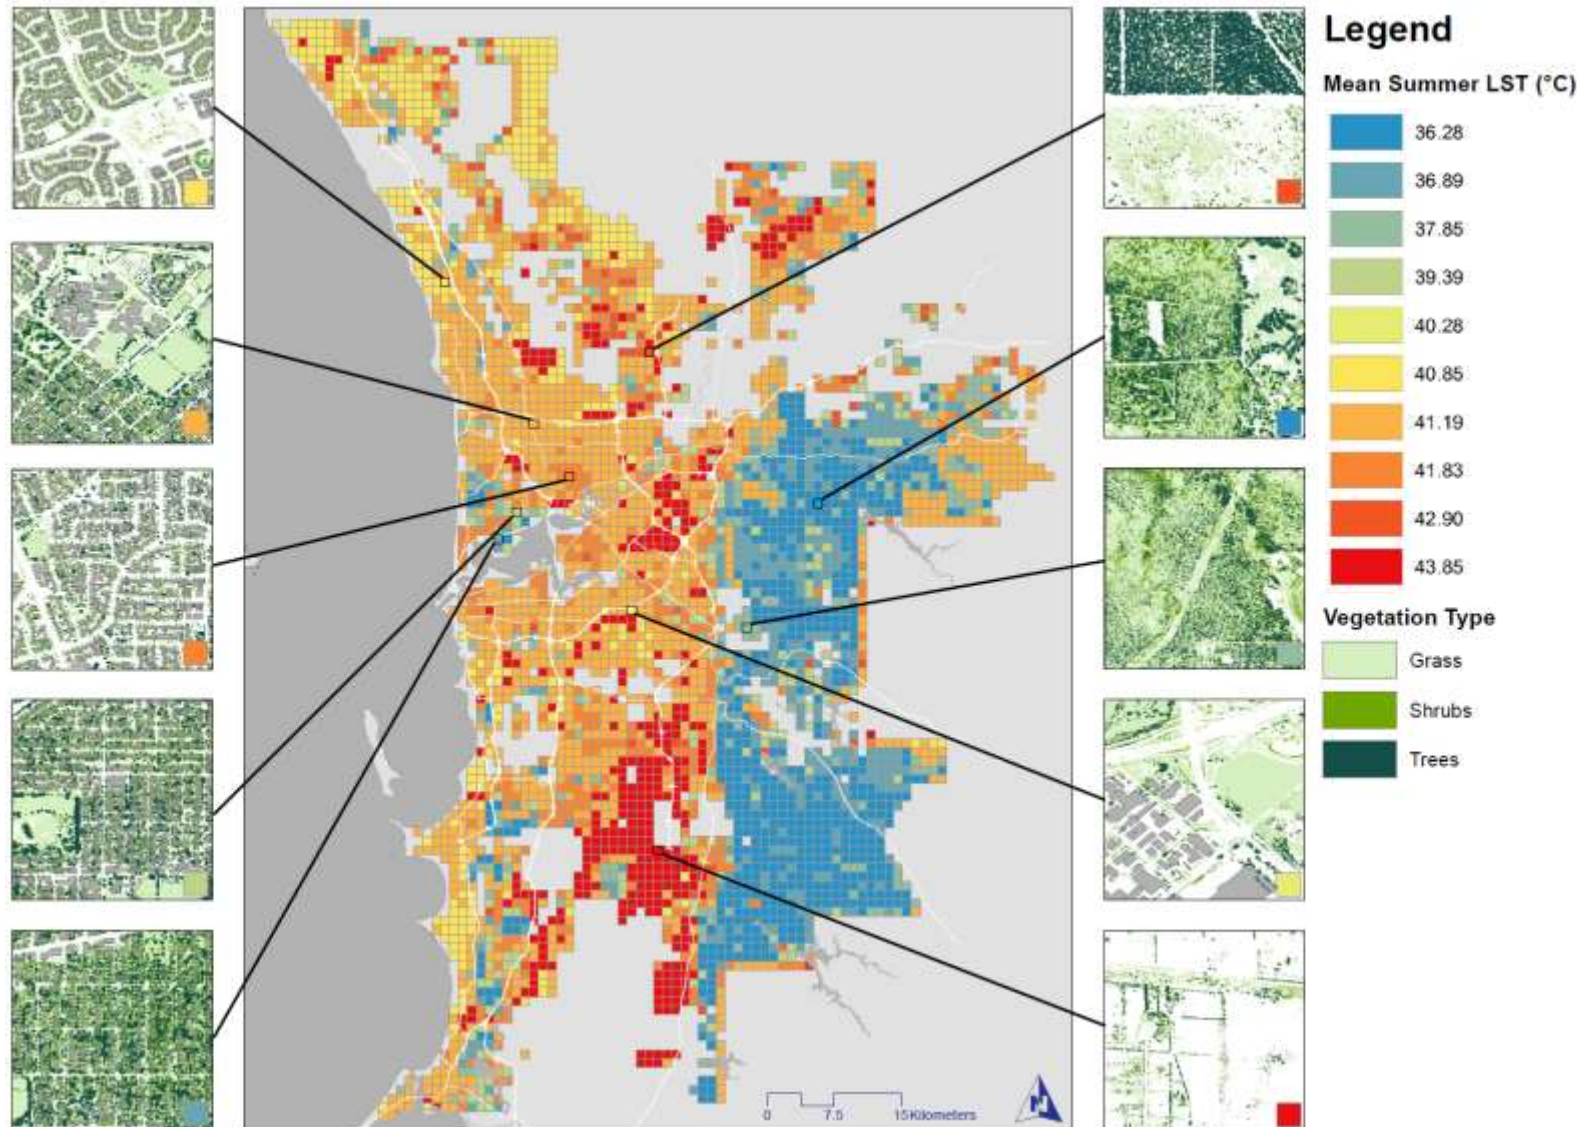 Legend
Mean Summer LST (°C)
36.28
36.89
37.85
39.39
40.28
40.85
41.19
41.83
42.90
43.85
Vegetation Type
Grass
Shrubs
Trees
0 7.5 15 Kilometers
N